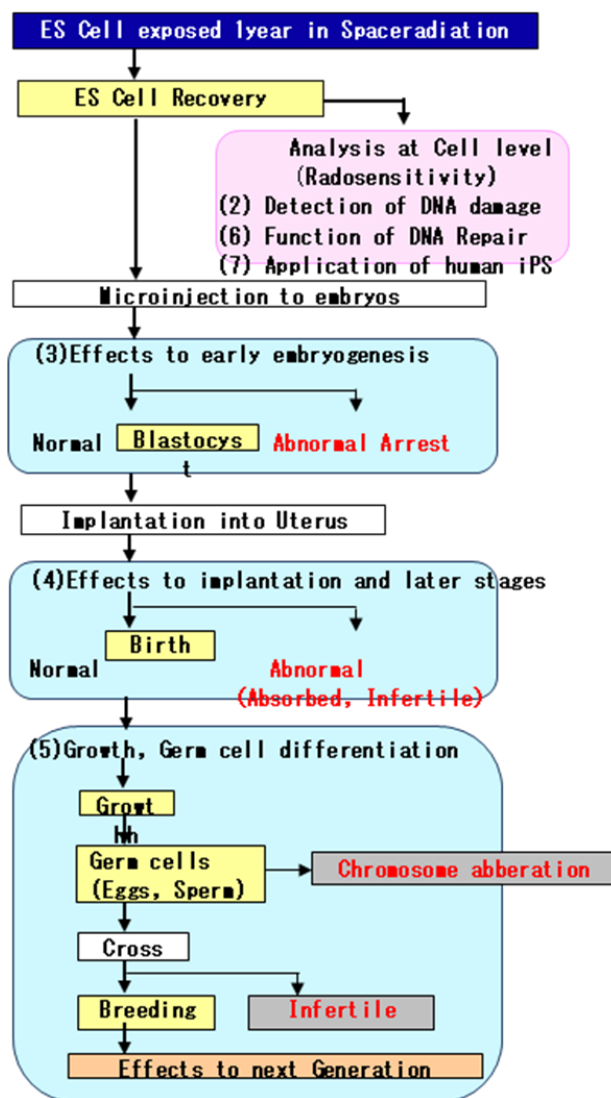 ES Cell exposed 1year in Spaceradiation
ES Cell Recovery
Analysis at Cell level
(Radosensitivity)
(2) Detection of DNA damage
(6) Function of DNA Repair
(7) Application of human iPS
Microinjection to embryos
(3)Effects to early embryogenesis
Normal Blastocys Abnormal Arrest
t
Implantation into Uterus
(4)Effects to implantation and later stages
Birth
Normal Abnormal
(Absorbed, Infertile)
(5)Growth, Germ cell differentiation
Growt
h
Germ cells
(Eggs, Sperm)
Chromosome abberation
Cross
Breeding Infertile
Effects to next Generation